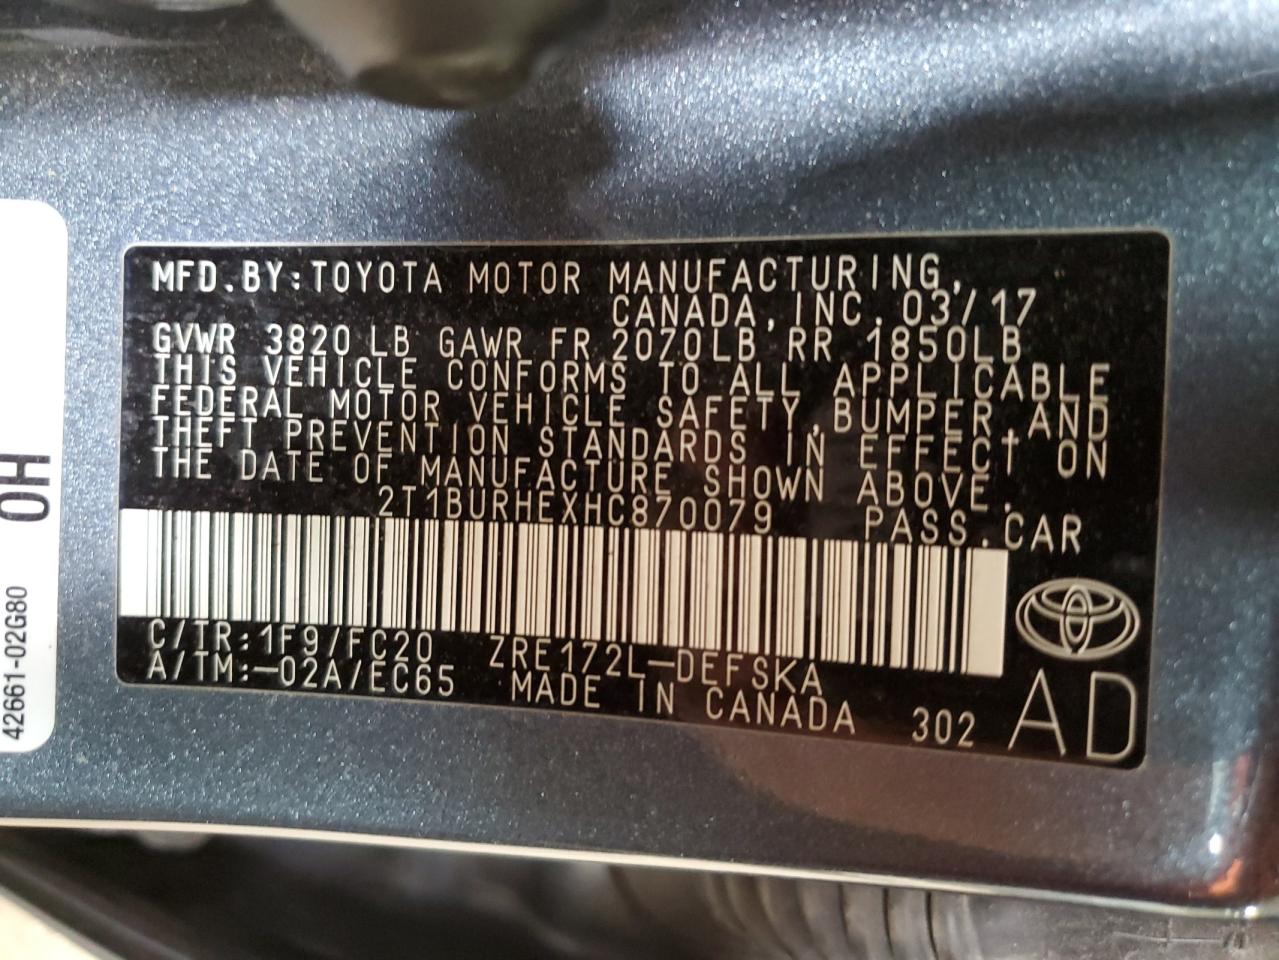 MFD.BY:TOYOTA MOTOR MANUFACTURING,
CANADA,INC. 03/17
GVWR 3820 LB GAWR FR 2070LB RR 1850LB
THIS VEHICLE CONFORMS TO ALL APPLICABLE
FEDERAL MOTOR VEHICLE SAFETY,BUMPER,AND
THEFT PREVENTION STANDARDS IN EFFECT ON
THE DATE OF MANUFACTURE SHOWN ABOVE.
2T1BURHEXHC870079 PASS.CAR
C/TR:1F9/FC20 ZRE172L-DEFSKA
A/TM:-02A/EC65 MADE IN CANADA 302 AD
0H
42661-02G80